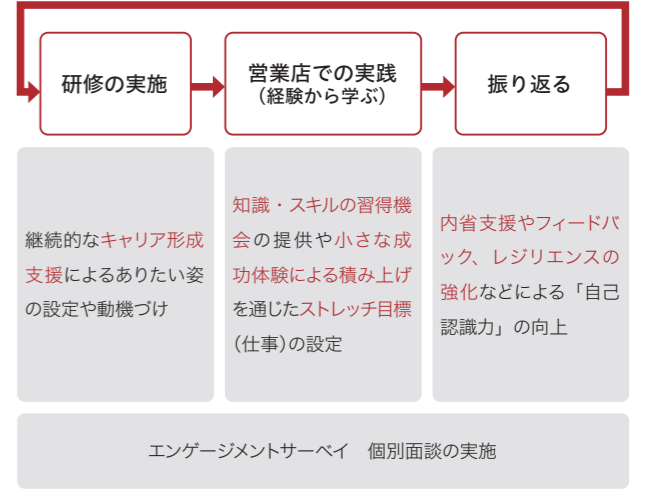 研修の実施
営業店での実践
（経験から学ぶ）
振り返る
継続的なキャリア形成
支援によるありたい姿
の設定や動機づけ
知識・スキルの習得機
会の提供や小さな成
功体験による積み上げ
を通じたストレッチ目標
（仕事）の設定
内省支援やフィードバ
ック、レジリエンスの
強化などによる「自己
認識力」の向上
エンゲージメントサーベイ　個別面談の実施